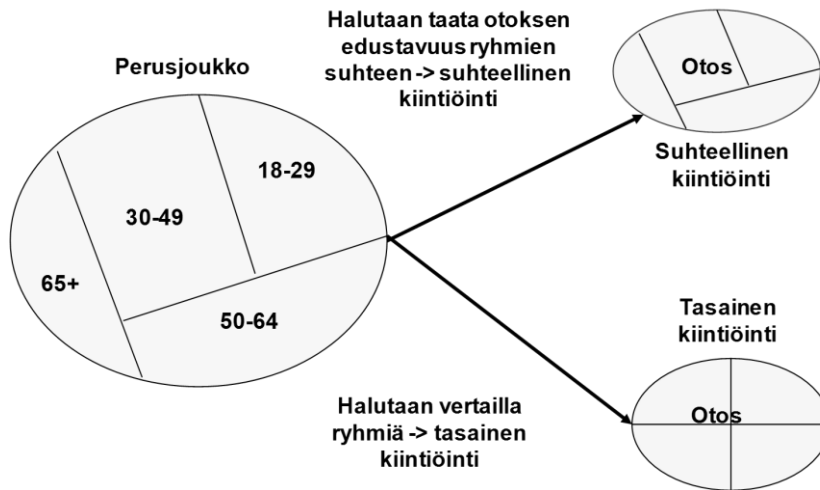 Perusjoukko
18-29
30-49
65+
50-64
Halutaan taata otoksen
edustavuus ryhmien
suhteen -> suhteellinen
kiintiöinti
Otos
Suhteellinen
kiintiöinti
Halutaan vertailla
ryhmiä -> tasainen
kiintiöinti
Tasainen
kiintiöinti
Otos